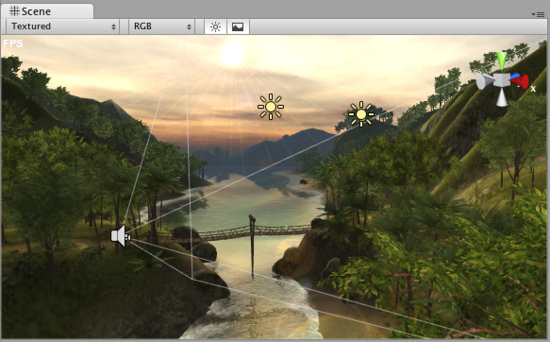 Scene
Textured
RGB
FPS
Y
x